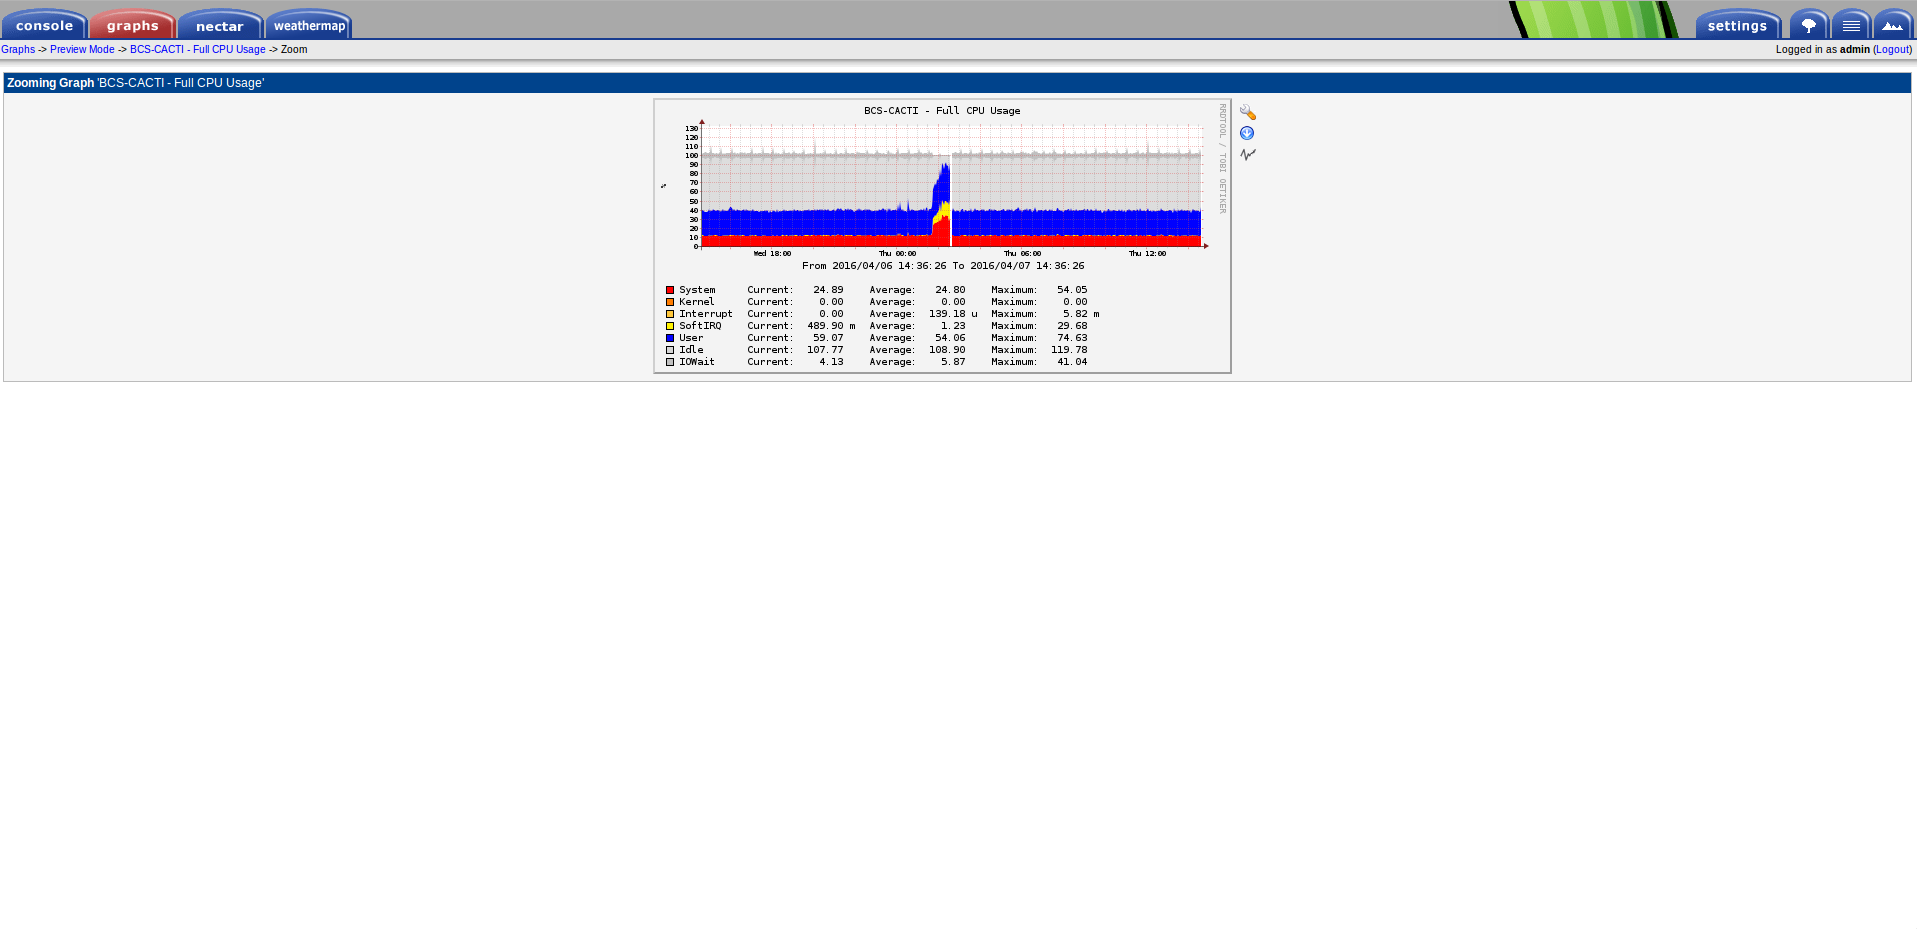 console graphs nectar weathermap settings
Graphs -> Preview Mode -> BCS-CACTI - Full CPU Usage -> Zoom Logged in as admin (Logout)
Zooming Graph 'BCS-CACTI - Full CPU Usage'
BCS-CACTI - Full CPU Usage
RRDTOOL / TOBI OETIKER
130
120
110
100
90
80
70
60
50
40
30
20
10
0
Wed 18:00 Thu 00:00 Thu 06:00 Thu 12:00
From 2016/04/06 14:36:26 To 2016/04/07 14:36:26
System Current: 24.89 Average: 24.80 Maximum: 54.05
Kernel Current: 0.00 Average: 0.00 Maximum: 0.00
Interrupt Current: 0.00 Average: 139.18 u Maximum: 5.82 m
SoftIRQ Current: 489.90 m Average: 1.23 Maximum: 29.68
User Current: 59.07 Average: 54.06 Maximum: 74.63
Idle Current: 107.77 Average: 108.90 Maximum: 119.78
IOWait Current: 4.13 Average: 5.87 Maximum: 41.04